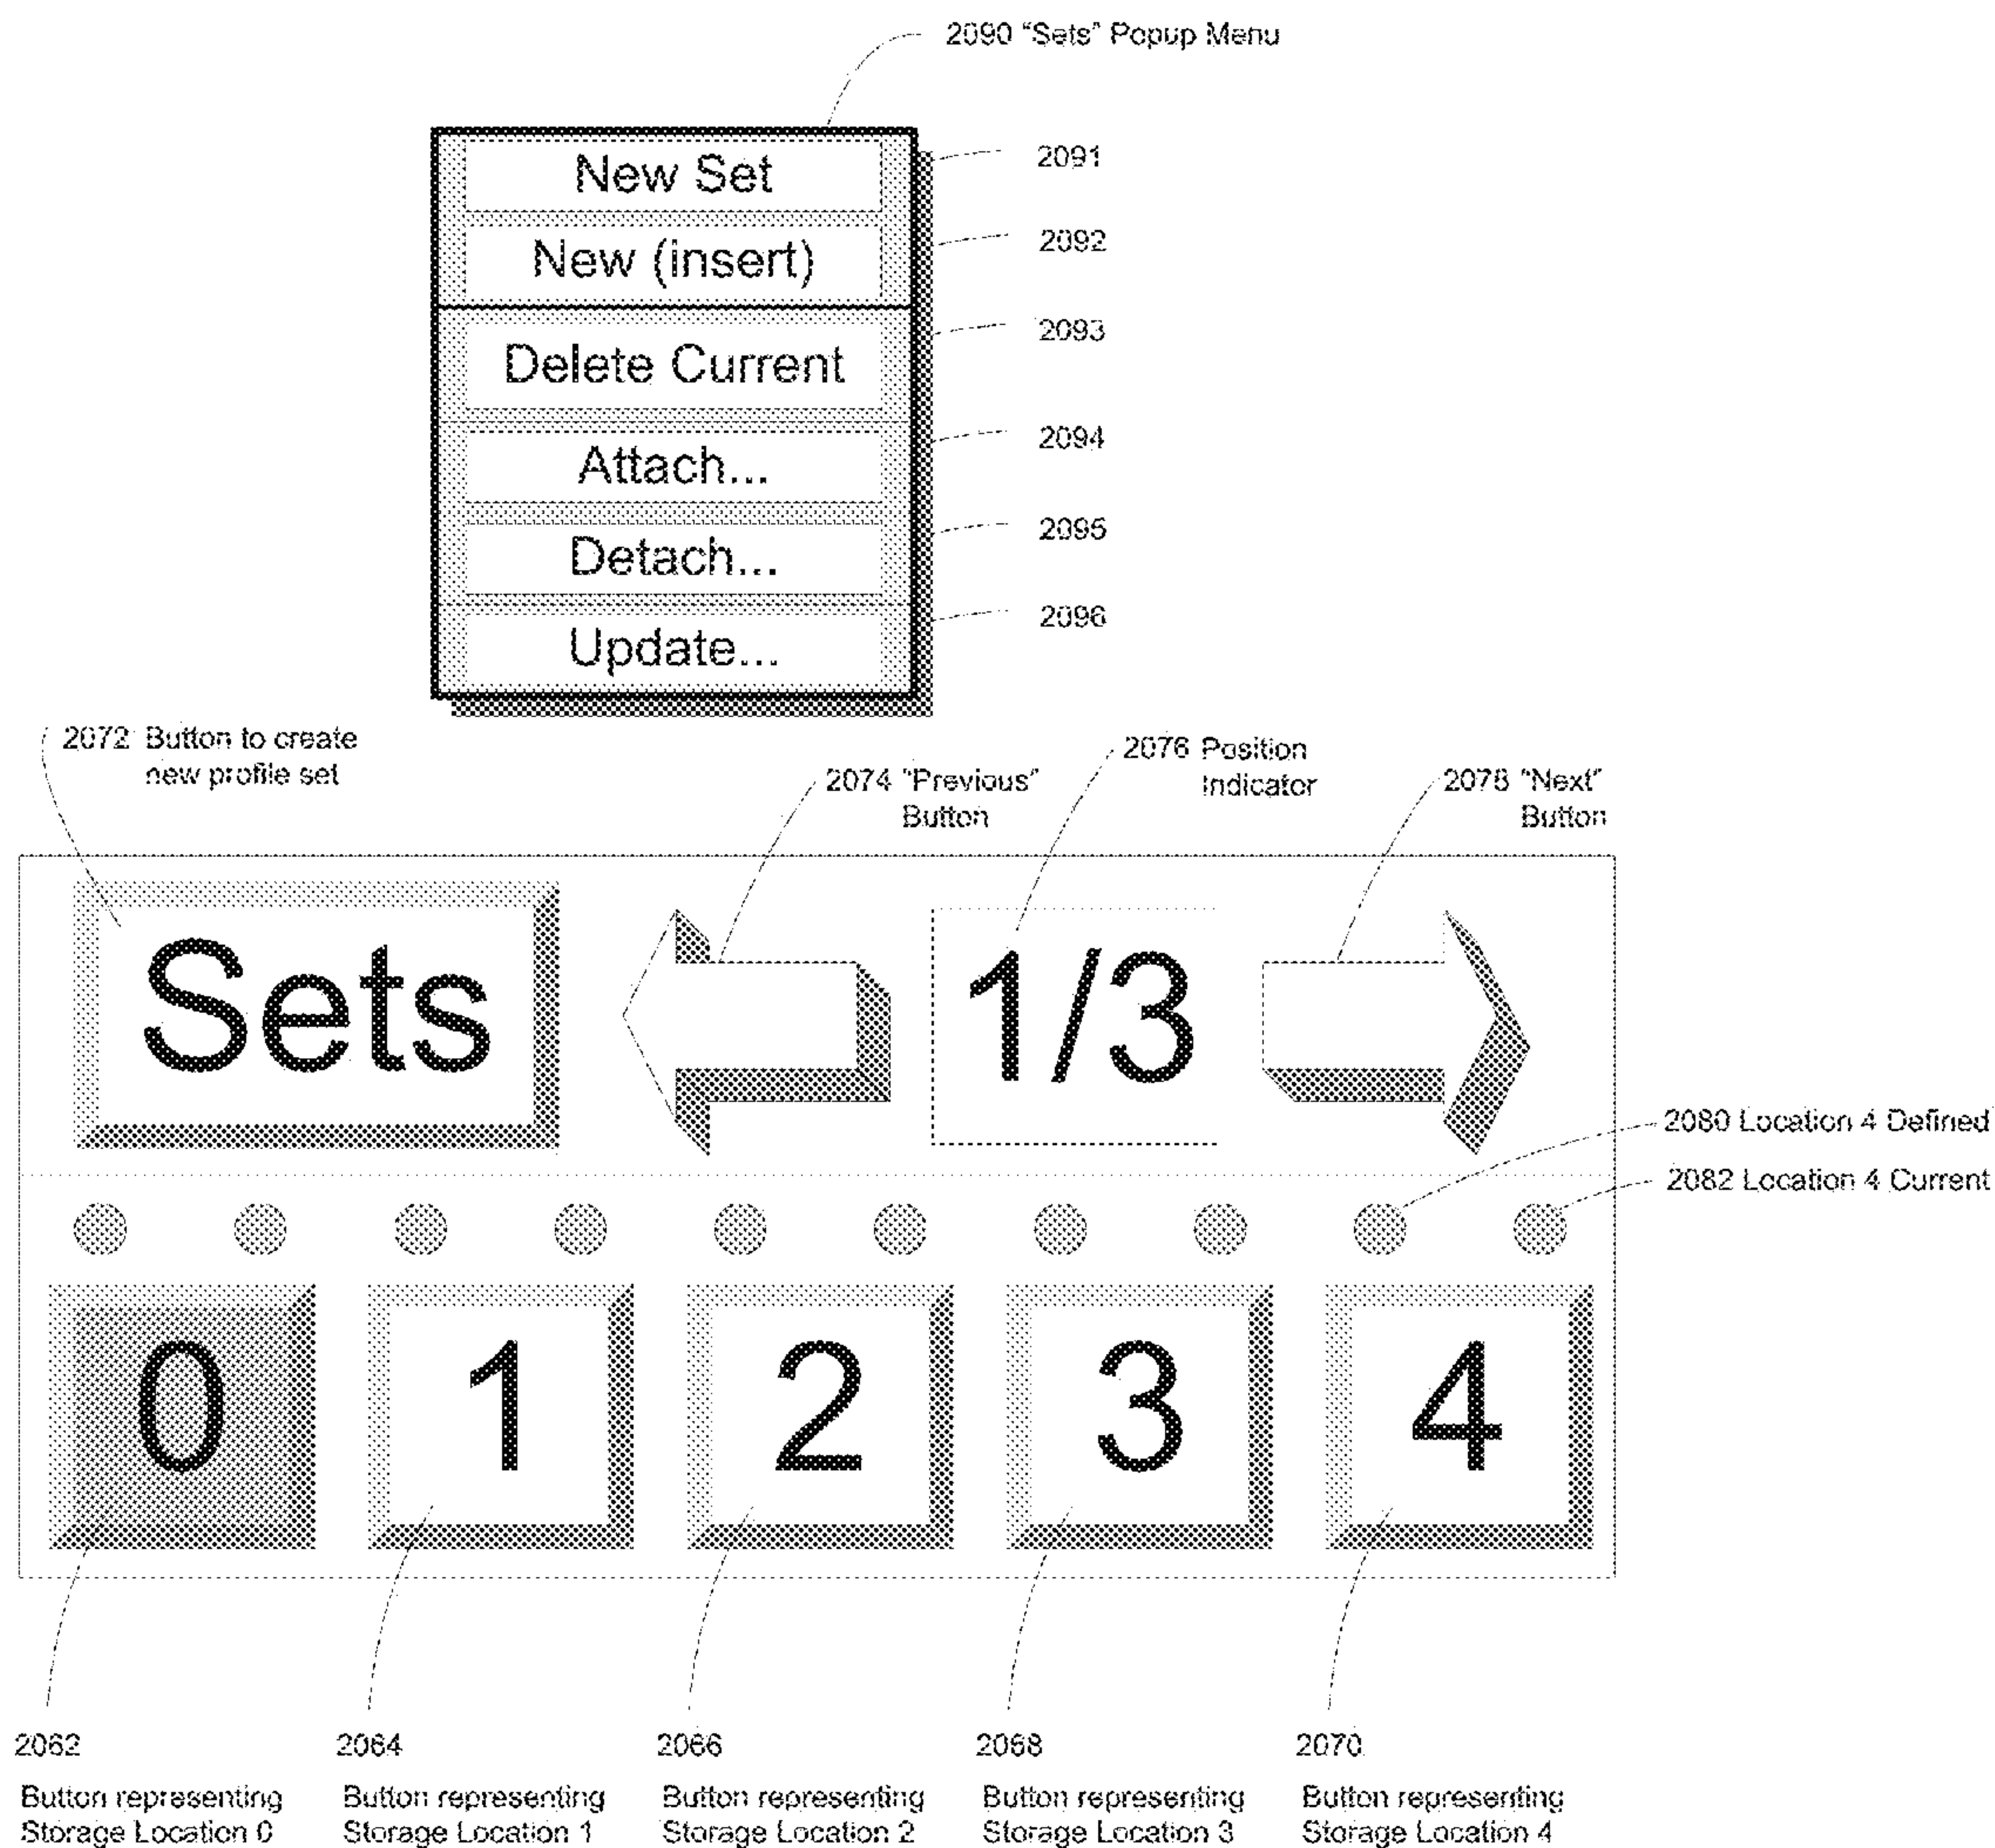 2090 "Sets" Popup Menu
New Set
2091
New (insert)
2092
Delete Current
2093
Attach...
2094
Detach...
2095
Update...
2096
2072 Button to create
new profile set
2074 "Previous"
Button
2076 Position
Indicator
2078 "Next"
Button
Sets
1/3
2080 Location 4 Defined
2082 Location 4 Current
0
1
2
3
4
2062
Button representing
Storage Location 0
2064
Button representing
Storage Location 1
2066
Button representing
Storage Location 2
2068
Button representing
Storage Location 3
2070
Button representing
Storage Location 4